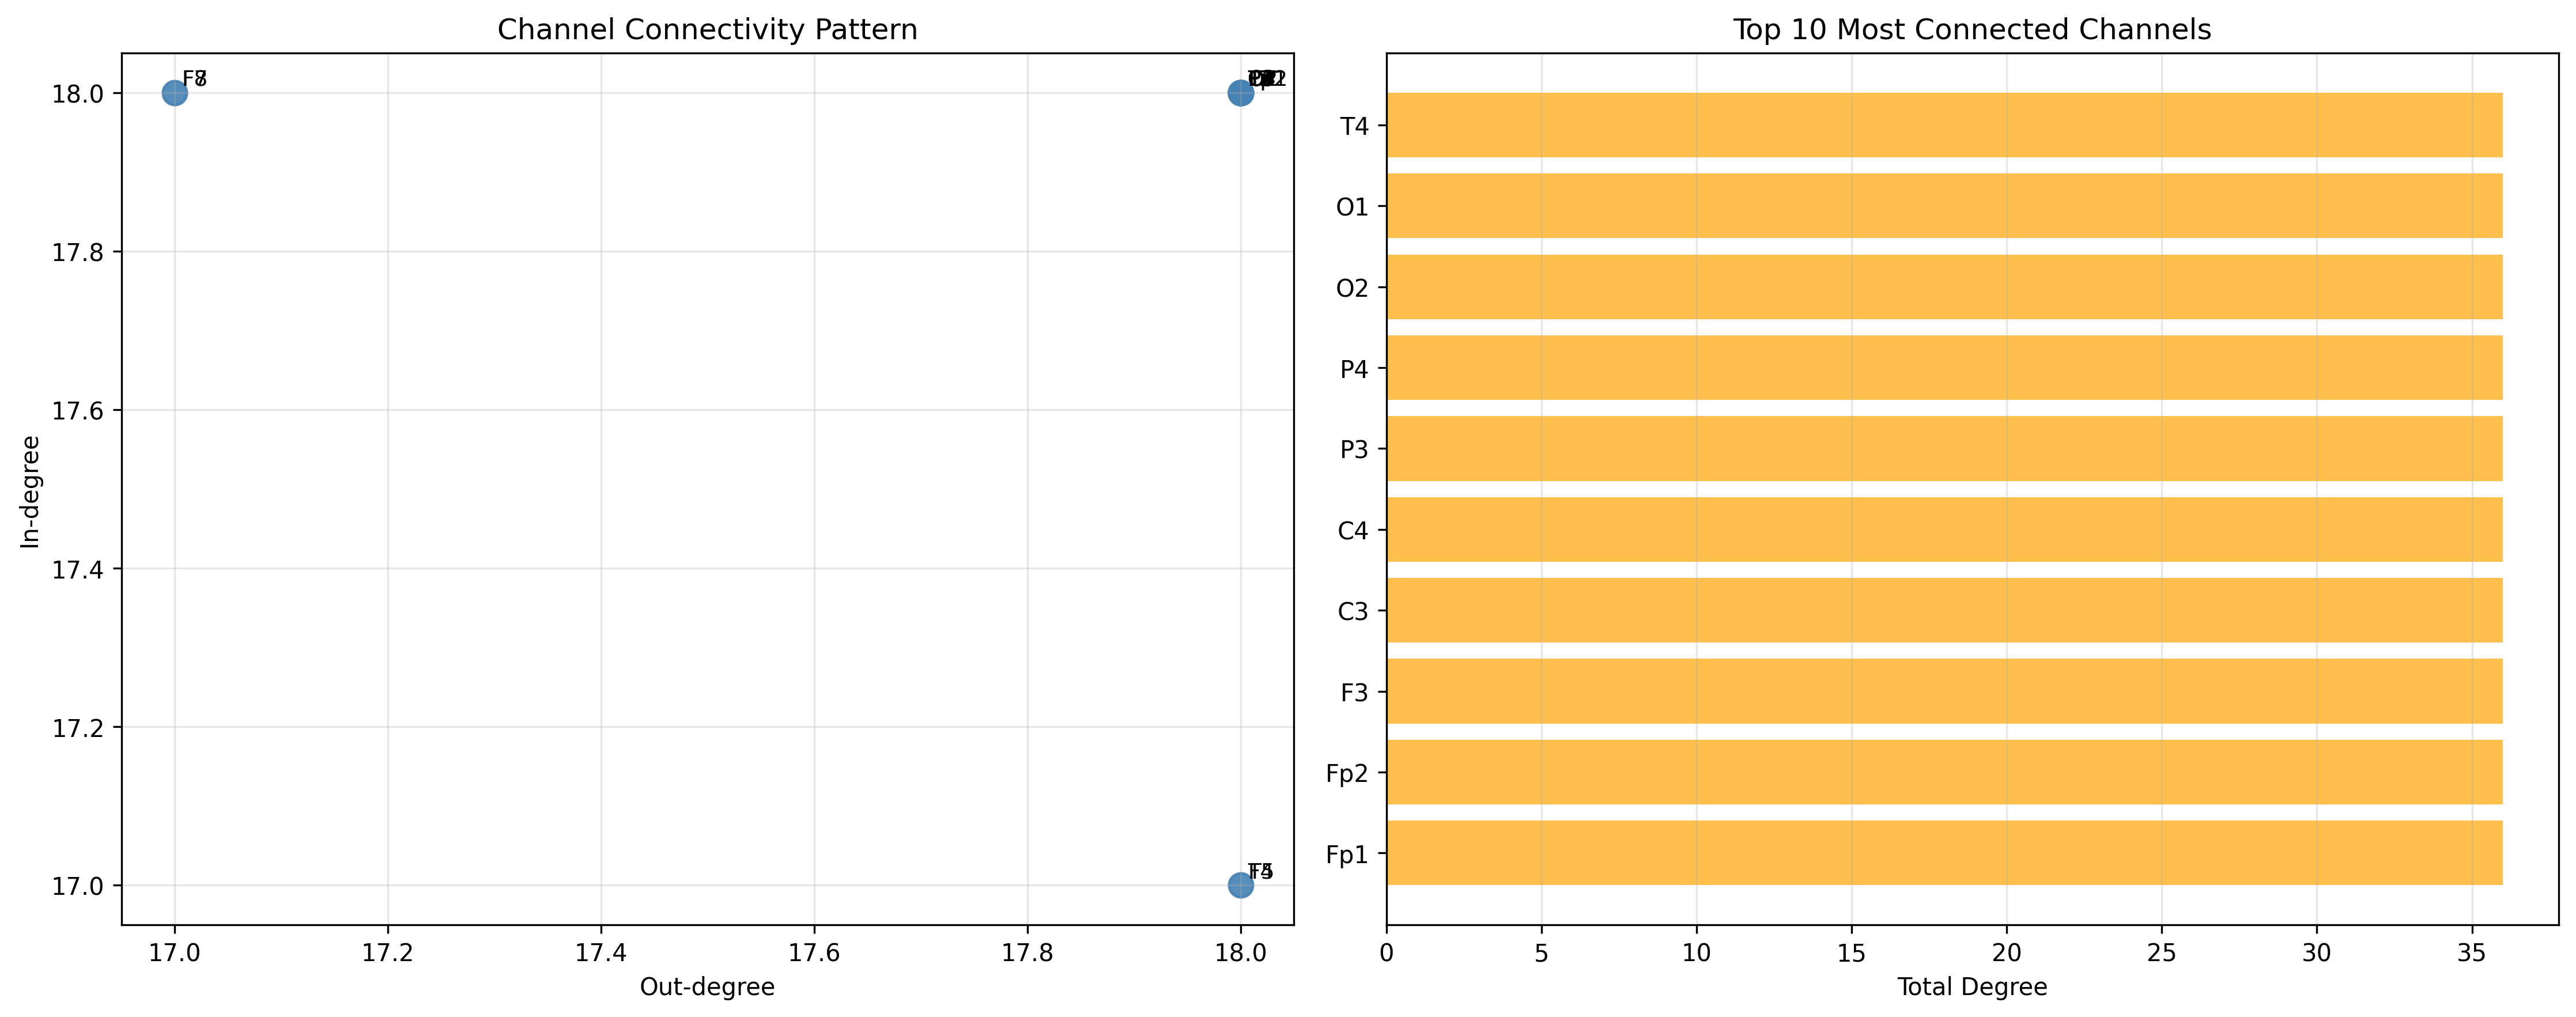 Channel Connectivity Pattern
In-degree
18.0
17.8
17.6
17.4
17.2
17.0
17.0
17.2
17.4
17.6
17.8
18.0
Out-degree
Top 10 Most Connected Channels
T4
O1
O2
P4
P3
C4
C3
F3
Fp2
Fp1
0
5
10
15
20
25
30
35
Total Degree